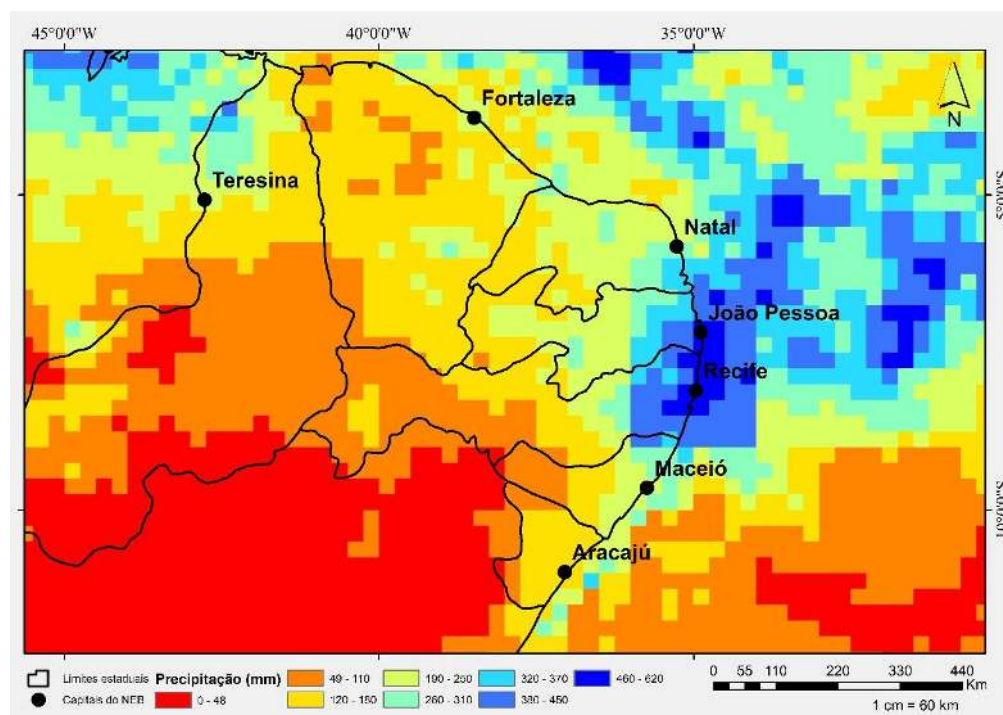 45°0'0"W 40°0'0"W 35°0'0"W
N
Fortaleza
Teresina
Natal
João Pessoa
Recife
Maceió
Aracajú
Limites estaduais
Capitais do NEB
Precipitação (mm)
0 - 48
49 - 110
120 - 150
190 - 250
260 - 310
320 - 370
380 - 450
460 - 620
0 55 110 220 330 440
Km
1 cm = 60 km